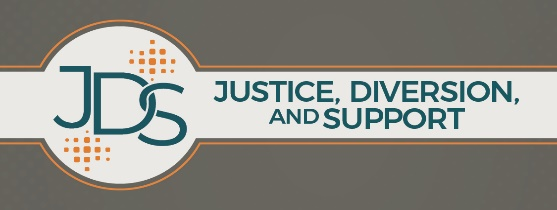 JDS
JUSTICE, DIVERSION,
AND SUPPORT